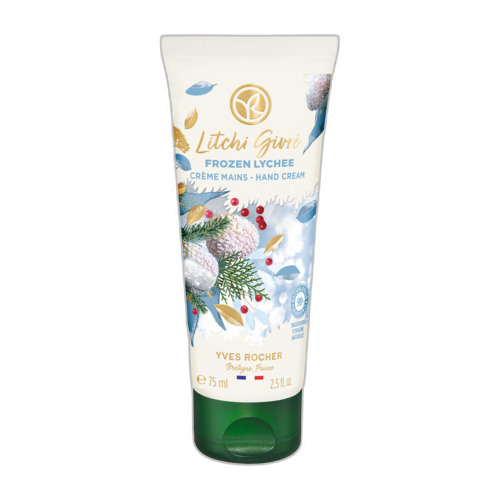 Litchi Givré
FROZEN LYCHEE
CRÈME MAINS - HAND CREAM
YVES ROCHER
Bretagne, France
℮ 75 ml 2.5 fl. oz.